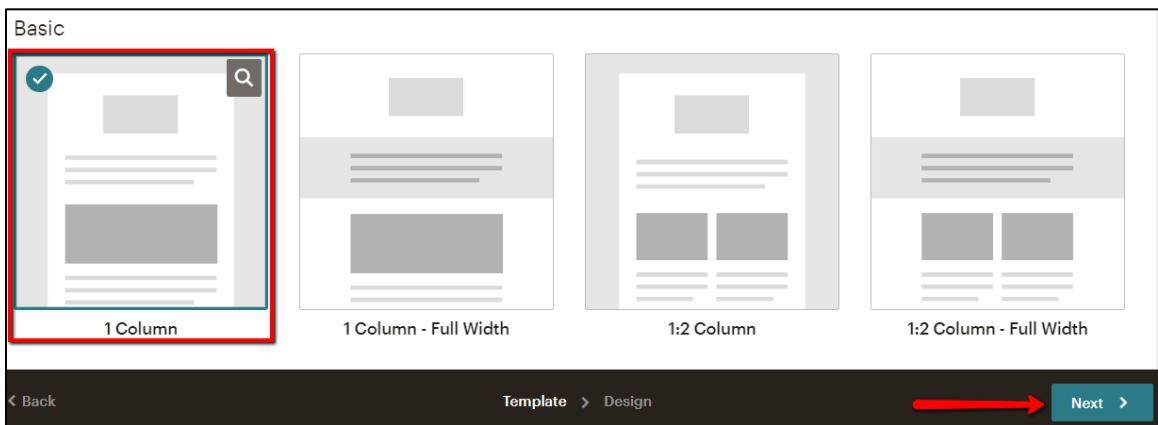 Basic
1 Column
1 Column - Full Width
1:2 Column
1:2 Column - Full Width
Back
Template > Design
Next >